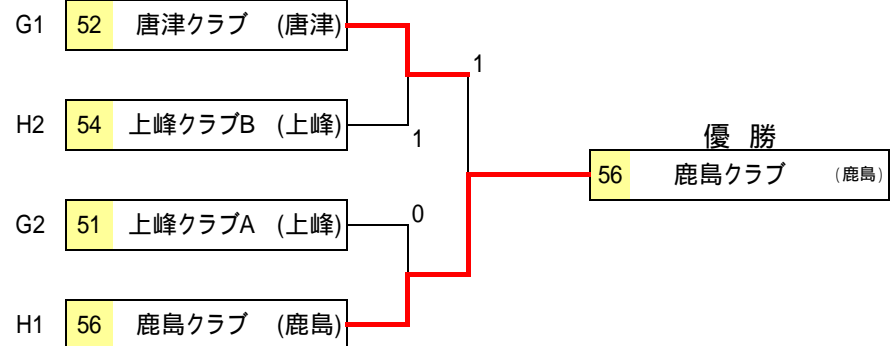 G1 52 唐津クラブ (唐津)
1
H2 54 上峰クラブB (上峰)
1
優 勝
56 鹿島クラブ (鹿島)
G2 51 上峰クラブA (上峰)
0
H1 56 鹿島クラブ (鹿島)